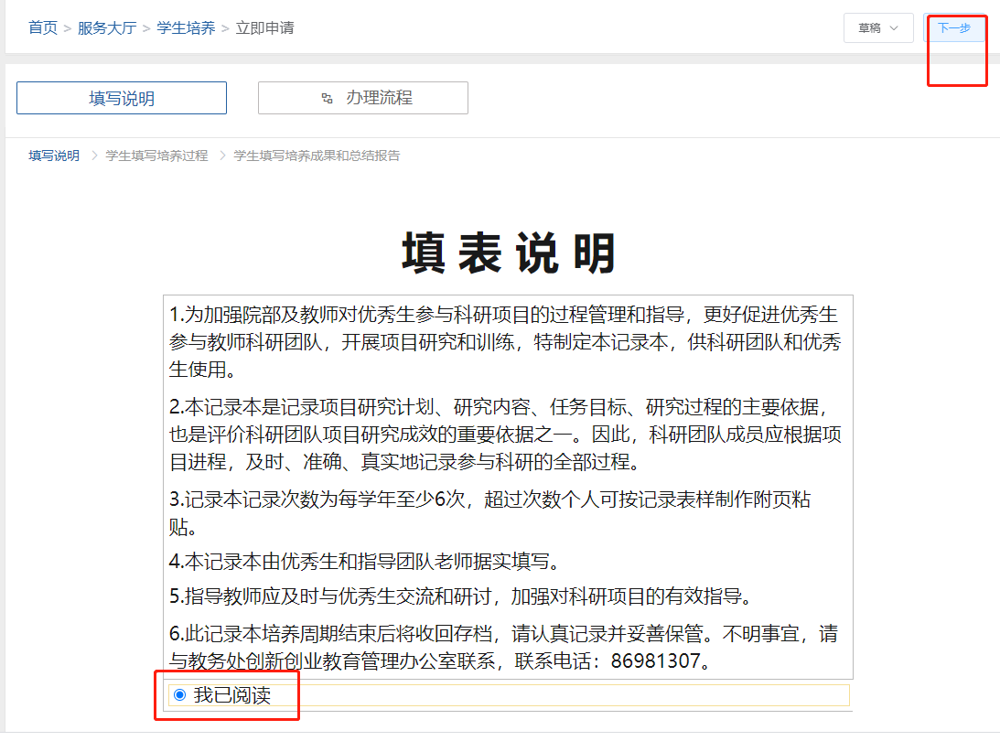 首页 > 服务大厅 > 学生培养 > 立即申请
草稿
下一步
填写说明
办理流程
填写说明 > 学生填写培养过程 > 学生填写培养成果和总结报告
填 表 说 明
1.为加强院部及教师对优秀生参与科研项目的过程管理和指导，更好促进优秀生
参与教师科研团队，开展项目研究和训练，特制定本记录本，供科研团队和优秀
生使用。
2.本记录本是记录项目研究计划、研究内容、任务目标、研究过程的主要依据，
也是评价科研团队项目研究成效的重要依据之一。因此，科研团队成员应根据项
目进程，及时、准确、真实地记录参与科研的全部过程。
3.记录本记录次数为每学年至少6次，超过次数个人可按记录表样制作附页粘
贴。
4.本记录本由优秀生和指导团队老师据实填写。
5.指导教师应及时与优秀生交流和研讨，加强对科研项目的有效指导。
6.此记录本培养周期结束后将收回存档，请认真记录并妥善保管。不明事宜，请
与教务处创新创业教育管理办公室联系，联系电话：86981307。
我已阅读